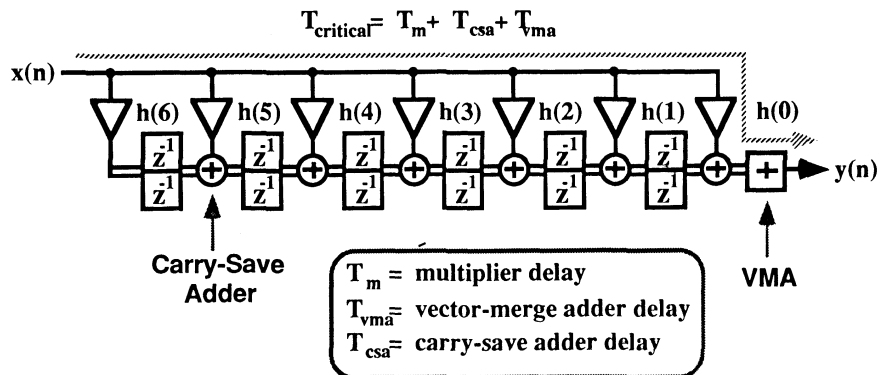 T_critical = T_m + T_csa + T_vma
x(n)
h(6) h(5) h(4) h(3) h(2) h(1) h(0)
z^-1 z^-1 z^-1 z^-1 z^-1 z^-1
+ + + + + + +
z^-1 z^-1 z^-1 z^-1 z^-1 z^-1
y(n)
Carry-Save
Adder
VMA
T_m = multiplier delay
T_vma = vector-merge adder delay
T_csa = carry-save adder delay